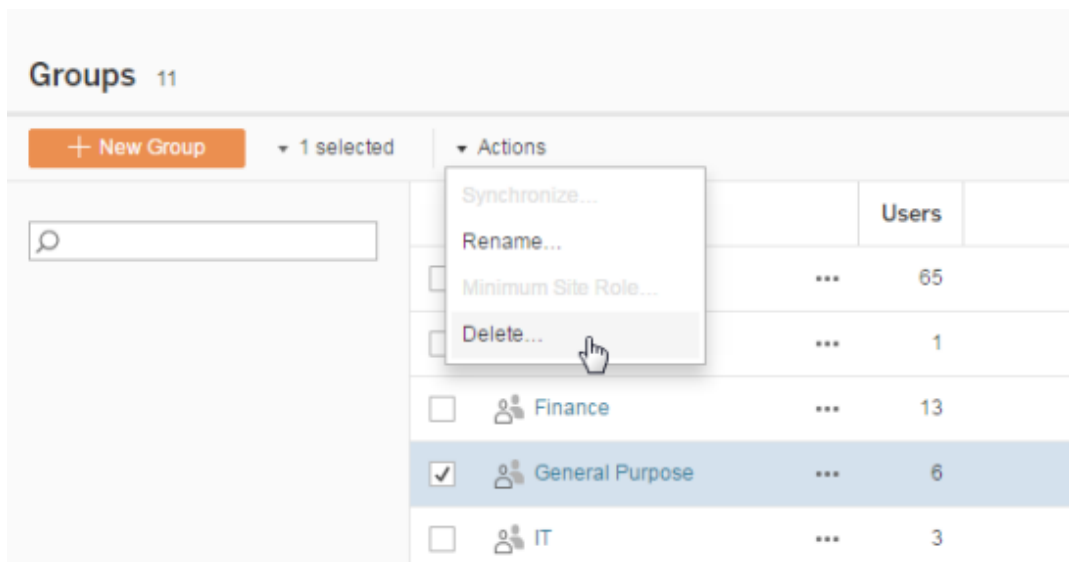 Groups 11
+ New Group
1 selected
Actions
Synchronize...
Rename...
Minimum Site Role...
Delete...
Users
... 65
... 1
Finance ... 13
General Purpose ... 6
IT ... 3